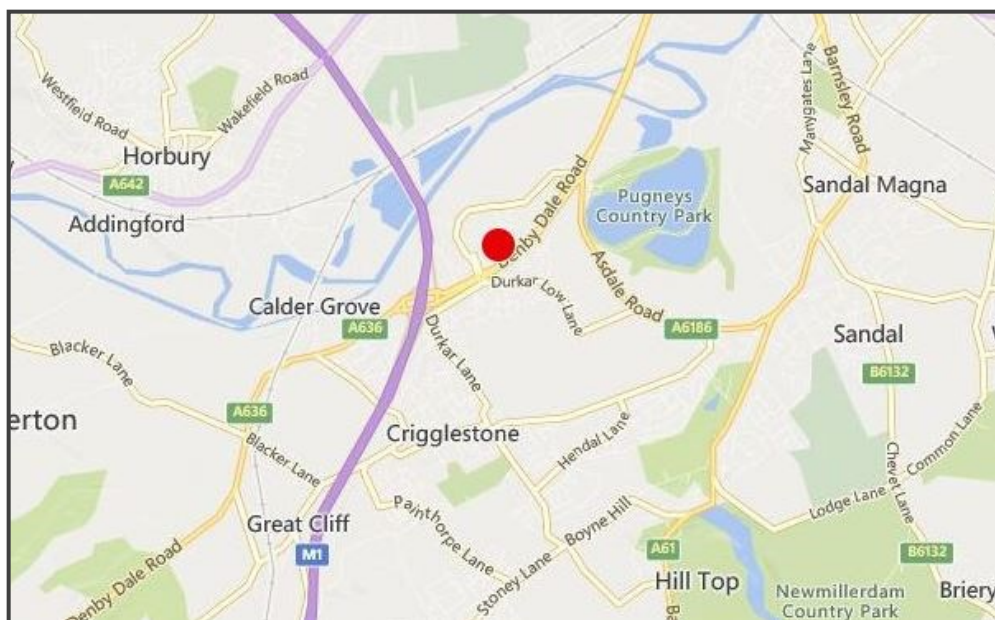 Westfield Road
Wakefield Road
Horbury
A642
Addingford
Manygates Lane
Barnsley Road
Sandal Magna
Pugneys
Country Park
Denby Dale Road
Asdale Road
Durkar Low Lane
Calder Grove
A636
A6186
Sandal
B6132
Blacker Lane
Durkar Lane
erton
A636
Blacker Lane
Crigglestone
Hendal Lane
Common Lane
Chevet Lane
Lodge Lane
Great Cliff
M1
Painthorpe Lane
Boyne Hill
Stoney Lane
A61
B6132
Denby Dale Road
Hill Top
Newmillerdam
Country Park
Briery
Ba